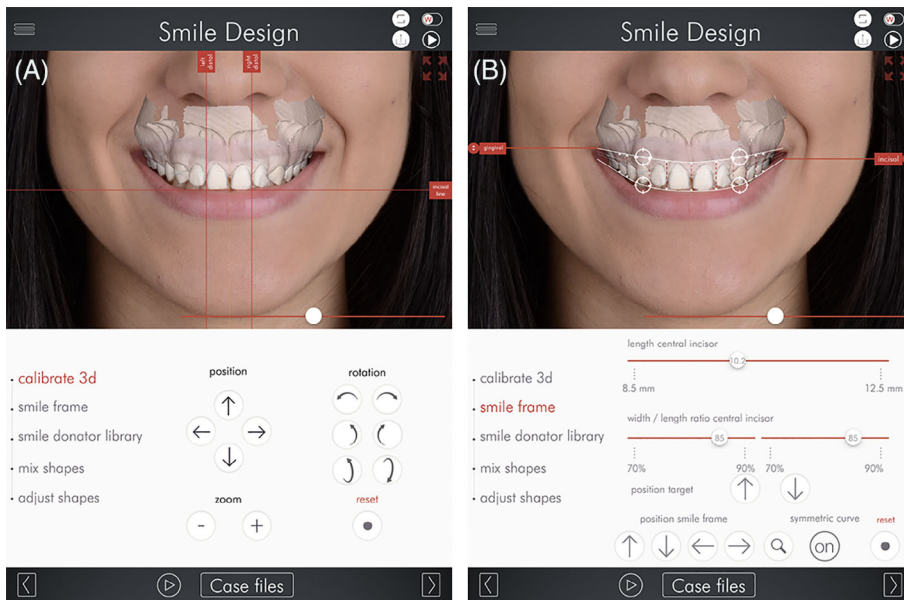 Smile Design
W
(A)
left distal
right distal
incisal line
calibrate 3d
smile frame
smile donator library
mix shapes
adjust shapes
position
rotation
zoom
reset
- +
Case files
Smile Design
W
(B)
gingival
incisal
length central incisor
10.2
8.5 mm 12.5 mm
calibrate 3d
smile frame
smile donator library
mix shapes
adjust shapes
width / length ratio central incisor
85 85
70% 90% 70% 90%
position target
position smile frame symmetric curve reset
on
Case files